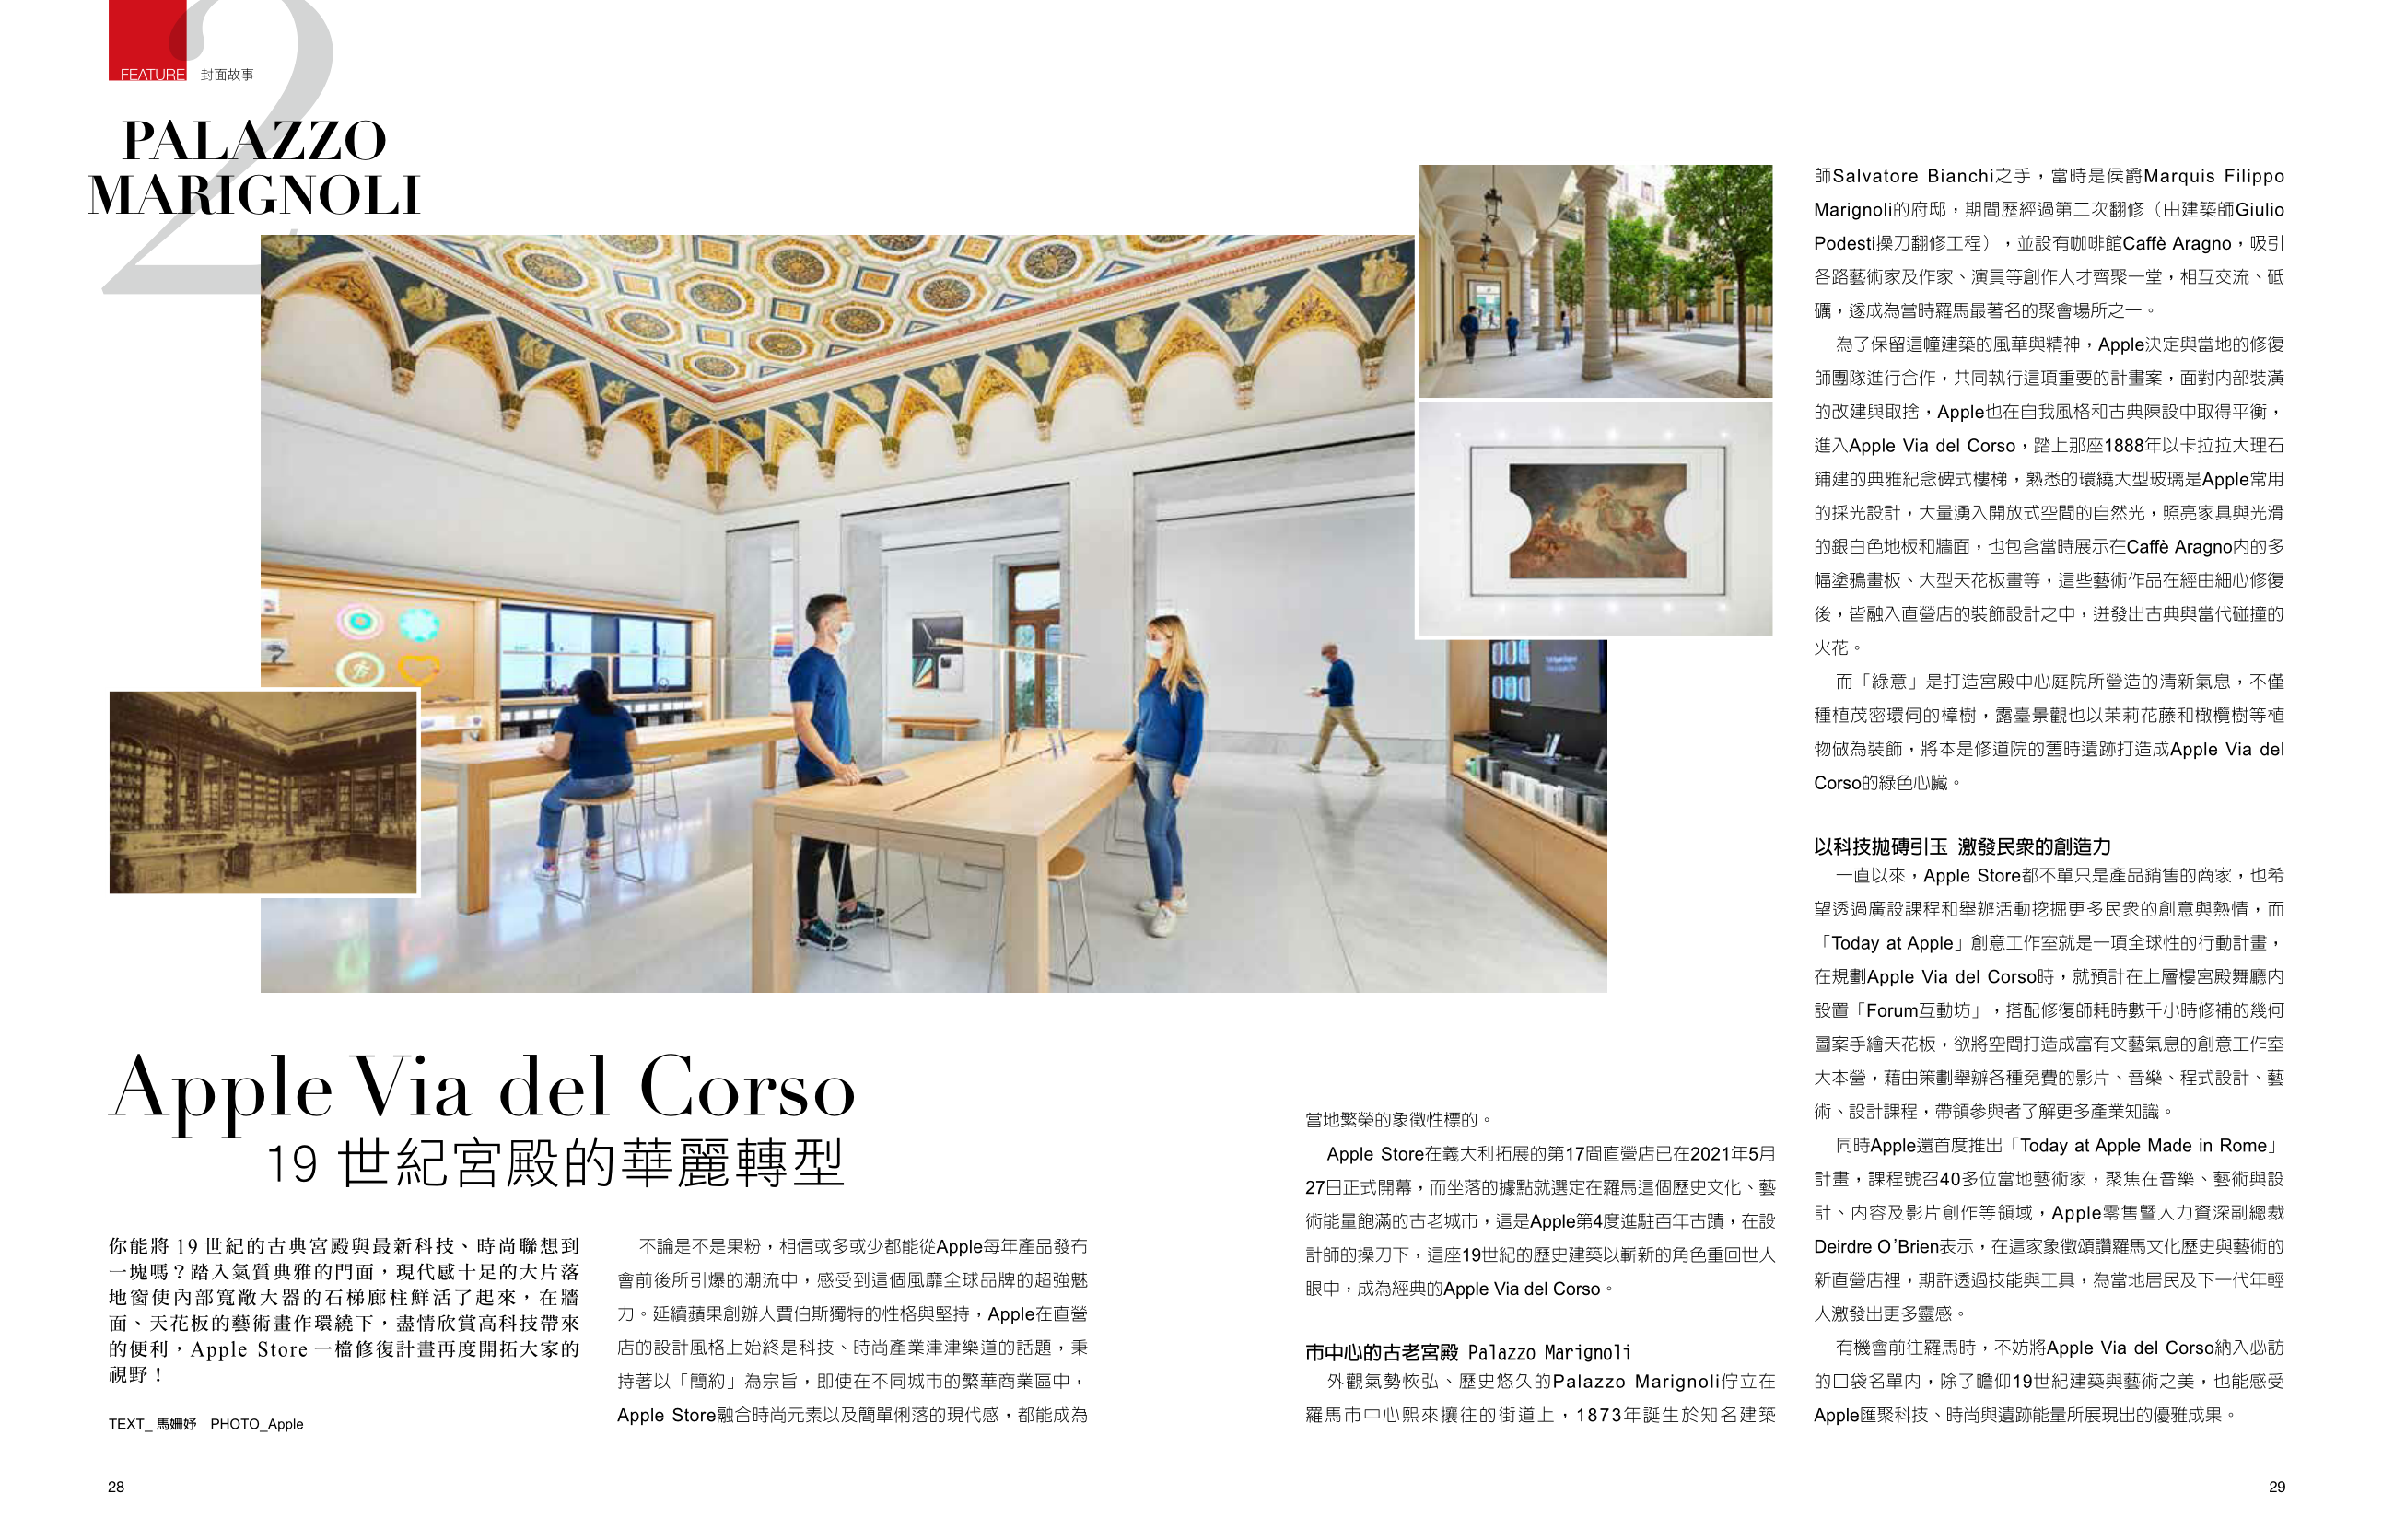 2
FEATURE 封面故事
PALAZZO
MARIGNOLI
Apple Via del Corso
19 世紀宮殿的華麗轉型
你能將 19 世紀的古典宮殿與最新科技、時尚聯想到
一塊嗎？踏入氣質典雅的門面，現代感十足的大片落
地窗使內部寬敞大器的石梯廊柱鮮活了起來，在牆
面、天花板的藝術畫作環繞下，盡情欣賞高科技帶來
的便利，Apple Store 一檔修復計畫再度開拓大家的
視野！
TEXT_ 馬姍妤 PHOTO_Apple
不論是不是果粉，相信或多或少都能從Apple每年產品發布
會前後所引爆的潮流中，感受到這個風靡全球品牌的超強魅
力。延續蘋果創辦人賈伯斯獨特的性格與堅持，Apple在直營
店的設計風格上始終是科技、時尚產業津津樂道的話題，秉
持著以「簡約」為宗旨，即使在不同城市的繁華商業區中，
Apple Store融合時尚元素以及簡單俐落的現代感，都能成為
當地繁榮的象徵性標的。
Apple Store在義大利拓展的第17間直營店已在2021年5月
27日正式開幕，而坐落的據點就選定在羅馬這個歷史文化、藝
術能量飽滿的古老城市，這是Apple第4度進駐百年古蹟，在設
計師的操刀下，這座19世紀的歷史建築以嶄新的角色重回世人
眼中，成為經典的Apple Via del Corso。
市中心的古老宮殿 Palazzo Marignoli
外觀氣勢恢弘、歷史悠久的Palazzo Marignoli佇立在
羅馬市中心熙來攘往的街道上，1873年誕生於知名建築
師Salvatore Bianchi之手，當時是侯爵Marquis Filippo
Marignoli的府邸，期間歷經過第二次翻修（由建築師Giulio
Podesti操刀翻修工程），並設有咖啡館Caffè Aragno，吸引
各路藝術家及作家、演員等創作人才齊聚一堂，相互交流、砥
礪，遂成為當時羅馬最著名的聚會場所之一。
為了保留這幢建築的風華與精神，Apple決定與當地的修復
師團隊進行合作，共同執行這項重要的計畫案，面對內部裝潢
的改建與取捨，Apple也在自我風格和古典陳設中取得平衡，
進入Apple Via del Corso，踏上那座1888年以卡拉拉大理石
鋪建的典雅紀念碑式樓梯，熟悉的環繞大型玻璃是Apple常用
的採光設計，大量湧入開放式空間的自然光，照亮家具與光滑
的銀白色地板和牆面，也包含當時展示在Caffè Aragno內的多
幅塗鴉畫板、大型天花板畫等，這些藝術作品在經由細心修復
後，皆融入直營店的裝飾設計之中，迸發出古典與當代碰撞的
火花。
而「綠意」是打造宮殿中心庭院所營造的清新氣息，不僅
種植茂密環伺的樟樹，露臺景觀也以茉莉花藤和橄欖樹等植
物做為裝飾，將本是修道院的舊時遺跡打造成Apple Via del
Corso的綠色心臟。
以科技拋磚引玉 激發民眾的創造力
一直以來，Apple Store都不單只是產品銷售的商家，也希
望透過廣設課程和舉辦活動挖掘更多民眾的創意與熱情，而
「Today at Apple」創意工作室就是一項全球性的行動計畫，
在規劃Apple Via del Corso時，就預計在上層樓宮殿舞廳內
設置「Forum互動坊」，搭配修復師耗時數千小時修補的幾何
圖案手繪天花板，欲將空間打造成富有文藝氣息的創意工作室
大本營，藉由策劃舉辦各種免費的影片、音樂、程式設計、藝
術、設計課程，帶領參與者了解更多產業知識。
同時Apple還首度推出「Today at Apple Made in Rome」
計畫，課程號召40多位當地藝術家，聚焦在音樂、藝術與設
計、內容及影片創作等領域，Apple零售暨人力資深副總裁
Deirdre O’Brien表示，在這家象徵頌讚羅馬文化歷史與藝術的
新直營店裡，期許透過技能與工具，為當地居民及下一代年輕
人激發出更多靈感。
有機會前往羅馬時，不妨將Apple Via del Corso納入必訪
的口袋名單內，除了瞻仰19世紀建築與藝術之美，也能感受
Apple匯聚科技、時尚與遺跡能量所展現出的優雅成果。
28
29